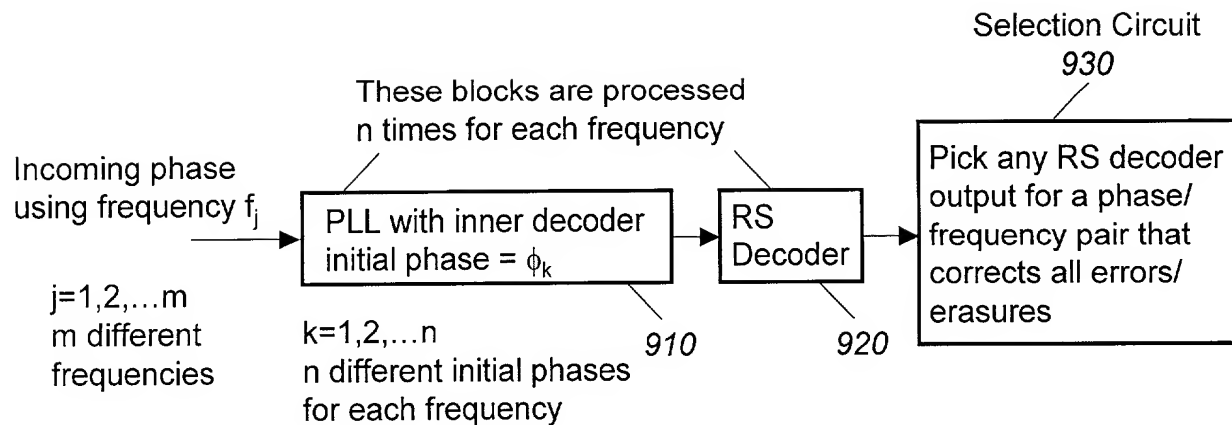 Selection Circuit
930
These blocks are processed
n times for each frequency
Incoming phase
using frequency fj
PLL with inner decoder
initial phase = ϕk
RS
Decoder
Pick any RS decoder
output for a phase/
frequency pair that
corrects all errors/
erasures
j=1,2,...m
m different
frequencies
k=1,2,...n
n different initial phases
for each frequency
910
920